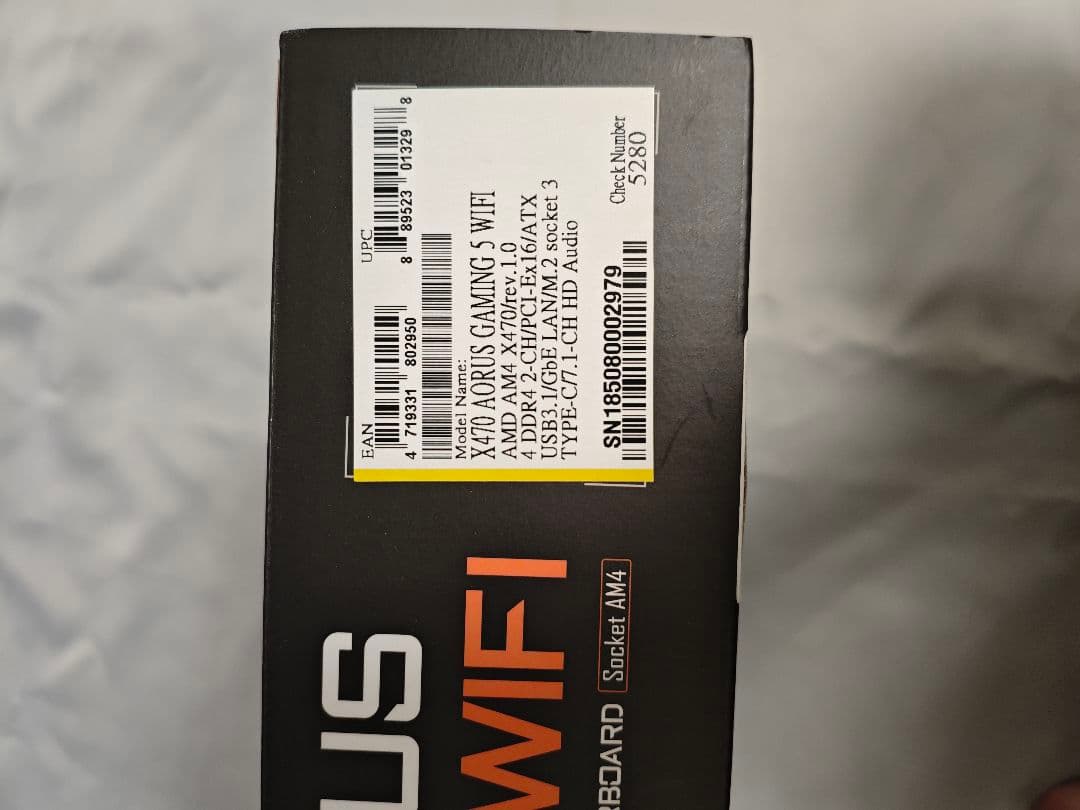 EAN
4 719331 802950
UPC
8 89523 01329 8
Model Name:
X470 AORUS GAMING 5 WIFI
AMD AM4 X470/rev.1.0
4 DDR4 2-CH/PCI-Ex16/ATX
USB3.1/GbE LAN/M.2 socket 3
TYPE-C/7.1-CH HD Audio
SN185080002979
Check Number
5280
US
WIFI
RBOARD Socket AM4